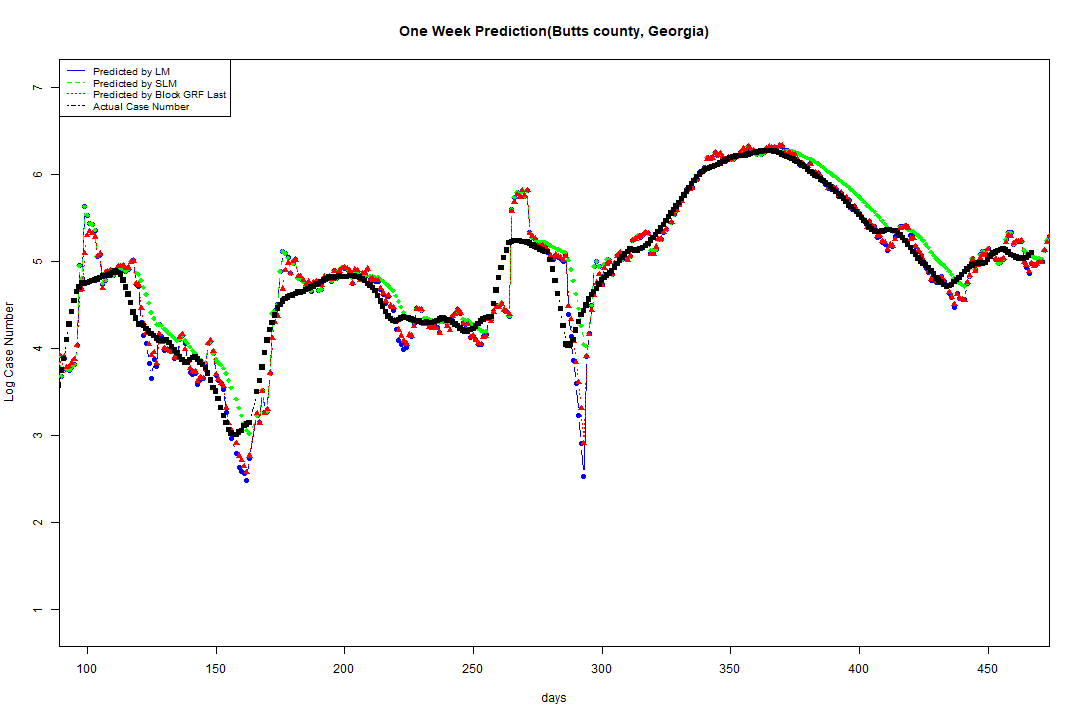 One Week Prediction(Butts county, Georgia)
Predicted by LM
Predicted by SLM
Predicted by Block GRF Last
Actual Case Number
Log Case Number
7
6
5
4
3
2
1
100 150 200 250 300 350 400 450
days